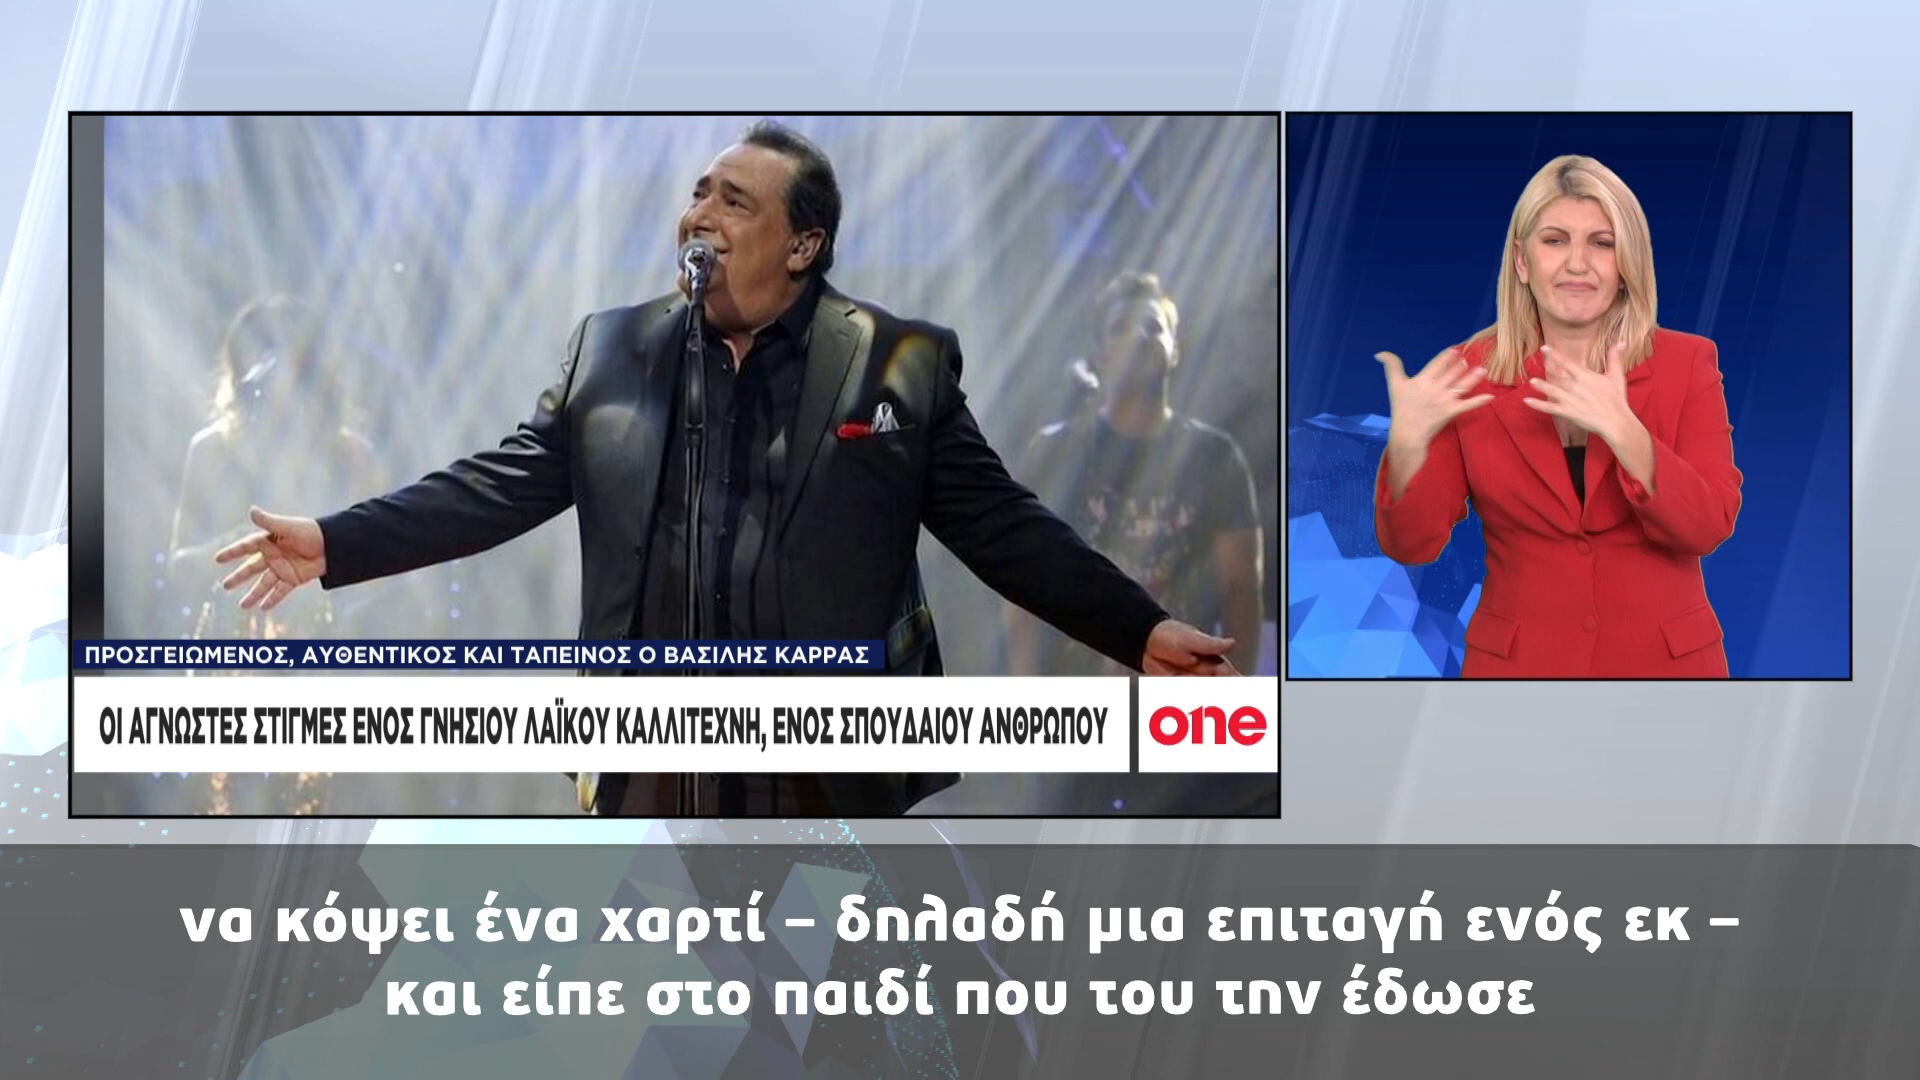 ΠΡΟΣΓΕΙΩΜΕΝΟΣ, ΑΥΘΕΝΤΙΚΟΣ ΚΑΙ ΤΑΠΕΙΝΟΣ Ο ΒΑΣΙΛΗΣ ΚΑΡΡΑΣ
ΟΙ ΑΓΝΩΣΤΕΣ ΣΤΙΓΜΕΣ ΕΝΟΣ ΓΝΗΣΙΟΥ ΛΑΪΚΟΥ ΚΑΛΛΙΤΕΧΝΗ, ΕΝΟΣ ΣΠΟΥΔΑΙΟΥ ΑΝΘΡΩΠΟΥ
one
να κόψει ένα χαρτί – δηλαδή μια επιταγή ενός εκ –
και είπε στο παιδί που του την έδωσε